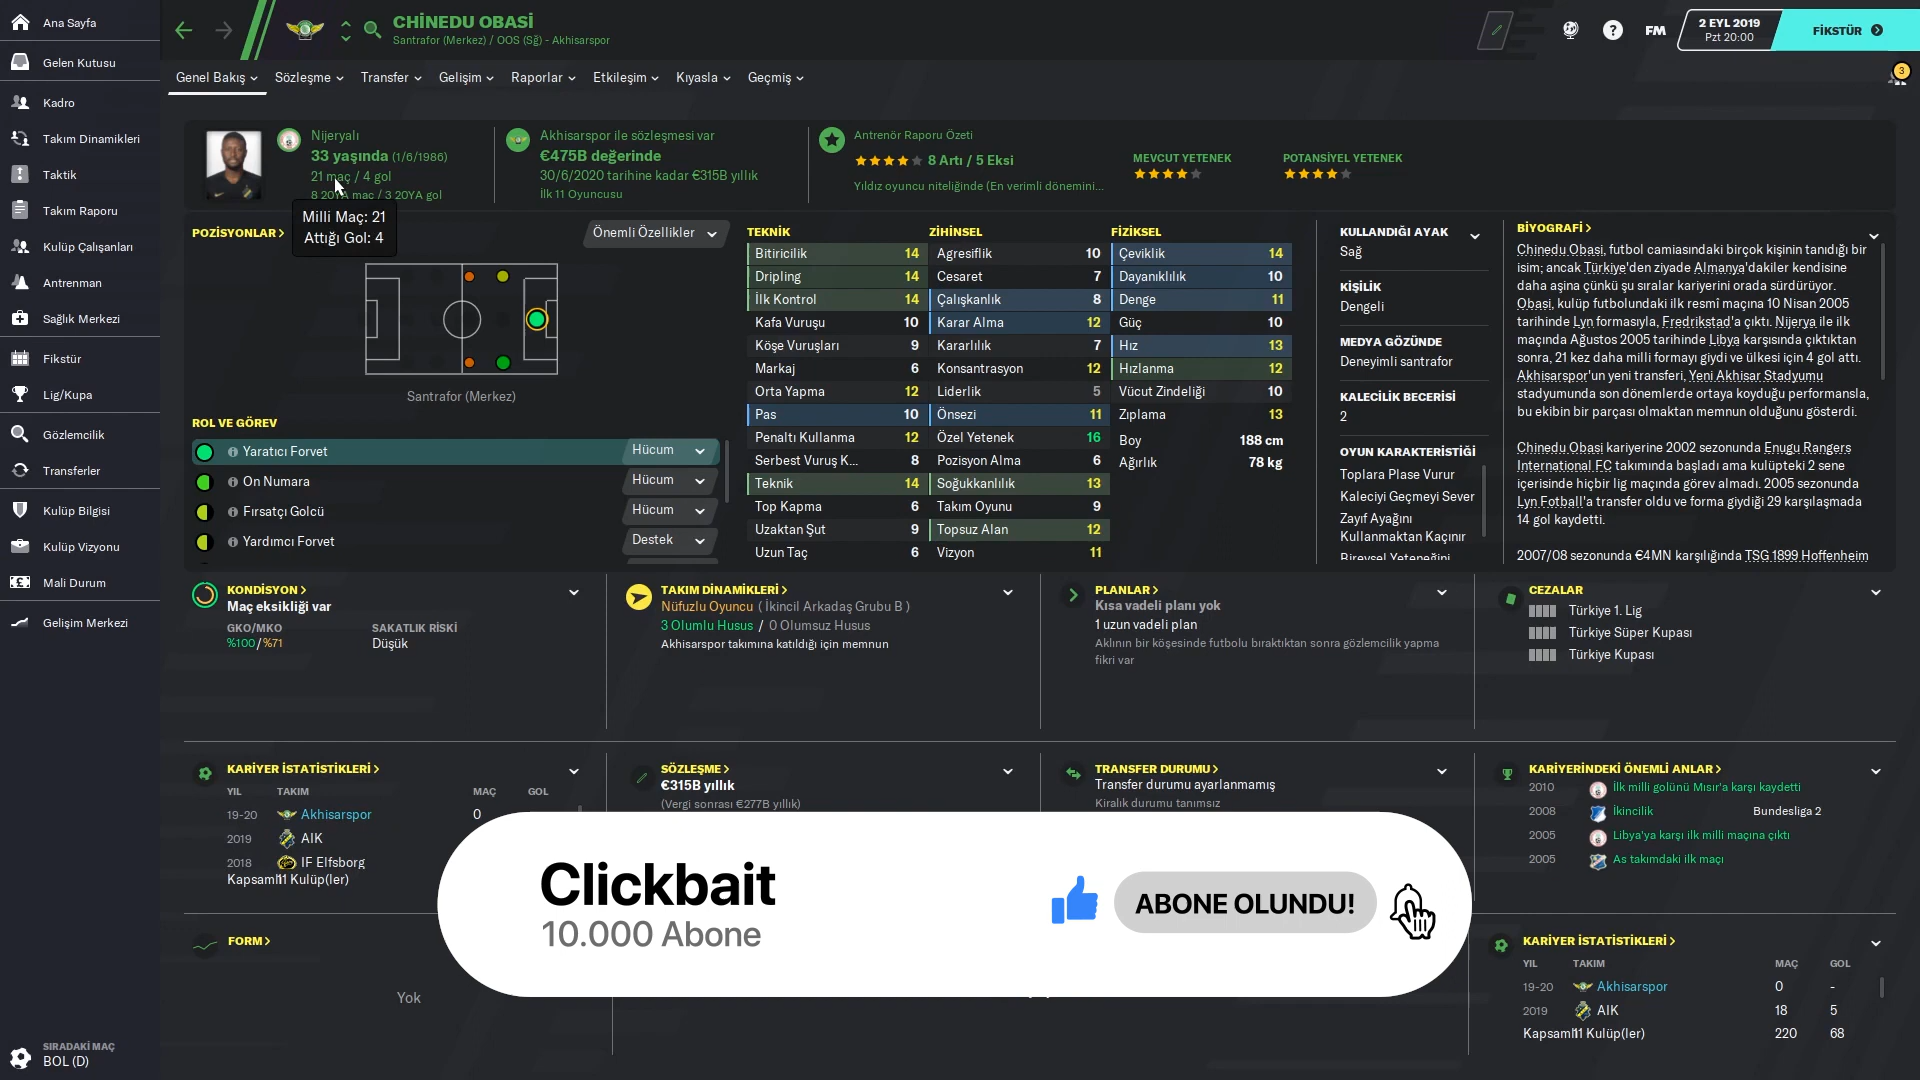 Ana Sayfa
Gelen Kutusu
Kadro
Takım Dinamikleri
Taktik
Takım Raporu
Kulüp Çalışanları
Antrenman
Sağlık Merkezi
Fikstür
Lig/Kupa
Gözlemcilik
Transferler
Kulüp Bilgisi
Kulüp Vizyonu
Mali Durum
Gelişim Merkezi
SIRADAKİ MAÇ
BOL (D)
CHİNEDU OBASİ
Santrafor (Merkez) / OOS (Sğ) - Akhisarspor
?
FM
2 EYL 2019
Pzt 20:00
FİKSTÜR
3
Genel Bakış
Sözleşme
Transfer
Gelişim
Raporlar
Etkileşim
Kıyasla
Geçmiş
Nijeryalı
33 yaşında (1/6/1986)
21 maç / 4 gol
8 20YA maç / 3 20YA gol
Milli Maç: 21
Attığı Gol: 4
Akhisarspor ile sözleşmesi var
€475B değerinde
30/6/2020 tarihine kadar €315B yıllık
İlk 11 Oyuncusu
Antrenör Raporu Özeti
8 Artı / 5 Eksi
Yıldız oyuncu niteliğinde (En verimli dönemini...
MEVCUT YETENEK
POTANSİYEL YETENEK
POZİSYONLAR
Önemli Özellikler
Santrafor (Merkez)
ROL VE GÖREV
Yaratıcı Forvet Hücum
On Numara Hücum
Fırsatçı Golcü Hücum
Yardımcı Forvet Destek
TEKNİK
Bitiricilik 14
Dripling 14
İlk Kontrol 14
Kafa Vuruşu 10
Köşe Vuruşları 9
Markaj 6
Orta Yapma 12
Pas 10
Penaltı Kullanma 12
Serbest Vuruş K... 8
Teknik 14
Top Kapma 6
Uzaktan Şut 9
Uzun Taç 6
ZİHİNSEL
Agresiflik 10
Cesaret 7
Çalışkanlık 8
Karar Alma 12
Kararlılık 7
Konsantrasyon 12
Liderlik 5
Önsezi 11
Özel Yetenek 16
Pozisyon Alma 6
Soğukkanlılık 13
Takım Oyunu 9
Topsuz Alan 12
Vizyon 11
FİZİKSEL
Çeviklik 14
Dayanıklılık 10
Denge 11
Güç 10
Hız 13
Hızlanma 12
Vücut Zindeliği 10
Zıplama 13
Boy 188 cm
Ağırlık 78 kg
KULLANDIĞI AYAK
Sağ
KİŞİLİK
Dengeli
MEDYA GÖZÜNDE
Deneyimli santrafor
KALECİLİK BECERİSİ
2
OYUN KARAKTERİSTİĞİ
Toplara Plase Vurur
Kaleciyi Geçmeyi Sever
Zayıf Ayağını
Kullanmaktan Kaçınır
Bireysel Yeteneğini
BİYOGRAFİ
Chinedu Obasi, futbol camiasındaki birçok kişinin tanıdığı bir
isim; ancak Türkiye'den ziyade Almanya'dakiler kendisine
daha aşina çünkü şu sıralar kariyerini orada sürdürüyor.
Obasi, kulüp futbolundaki ilk resmî maçına 10 Nisan 2005
tarihinde Lyn formasıyla, Fredrikstad'a çıktı. Nijerya ile ilk
maçında Ağustos 2005 tarihinde Libya karşısında çıktıktan
sonra, 21 kez daha milli formayı giydi ve ülkesi için 4 gol attı.
Akhisarspor'un yeni transferi, Yeni Akhisar Stadyumu
stadyumunda son dönemlerde ortaya koyduğu performansla,
bu ekibin bir parçası olmaktan memnun olduğunu gösterdi.
Chinedu Obasi kariyerine 2002 sezonunda Enugu Rangers
International FC takımında başladı ama kulüpteki 2 sene
içerisinde hiçbir lig maçında görev almadı. 2005 sezonunda
Lyn Fotball'a transfer oldu ve forma giydiği 29 karşılaşmada
14 gol kaydetti.
2007/08 sezonunda €4MN karşılığında TSG 1899 Hoffenheim
KONDİSYON
Maç eksikliği var
GKO/MKO
%100/%71
SAKATLIK RİSKİ
Düşük
TAKIM DİNAMİKLERİ
Nüfuzlu Oyuncu ( İkincil Arkadaş Grubu B )
3 Olumlu Husus / 0 Olumsuz Husus
Akhisarspor takımına katıldığı için memnun
PLANLAR
Kısa vadeli planı yok
1 uzun vadeli plan
Aklının bir köşesinde futbolu bıraktıktan sonra gözlemcilik yapma
fikri var
CEZALAR
Türkiye 1. Lig
Türkiye Süper Kupası
Türkiye Kupası
KARİYER İSTATİSTİKLERİ
YIL TAKIM MAÇ GOL
19-20 Akhisarspor 0
2019 AIK
2018 IF Elfsborg
Kapsamlı 11 Kulüp(ler)
SÖZLEŞME
€315B yıllık
(Vergi sonrası €277B yıllık)
TRANSFER DURUMU
Transfer durumu ayarlanmamış
Kiralık durumu tanımsız
KARİYERİNDEKİ ÖNEMLİ ANLAR
2010 İlk milli golünü Mısır'a karşı kaydetti
2008 İkincilik Bundesliga 2
2005 Libya'ya karşı ilk milli maçına çıktı
2005 As takımdaki ilk maçı
Clickbait
10.000 Abone
ABONE OLUNDU!
FORM
Yok
KARİYER İSTATİSTİKLERİ
YIL TAKIM MAÇ GOL
19-20 Akhisarspor 0 -
2019 AIK 18 5
Kapsamlı 11 Kulüp(ler) 220 68